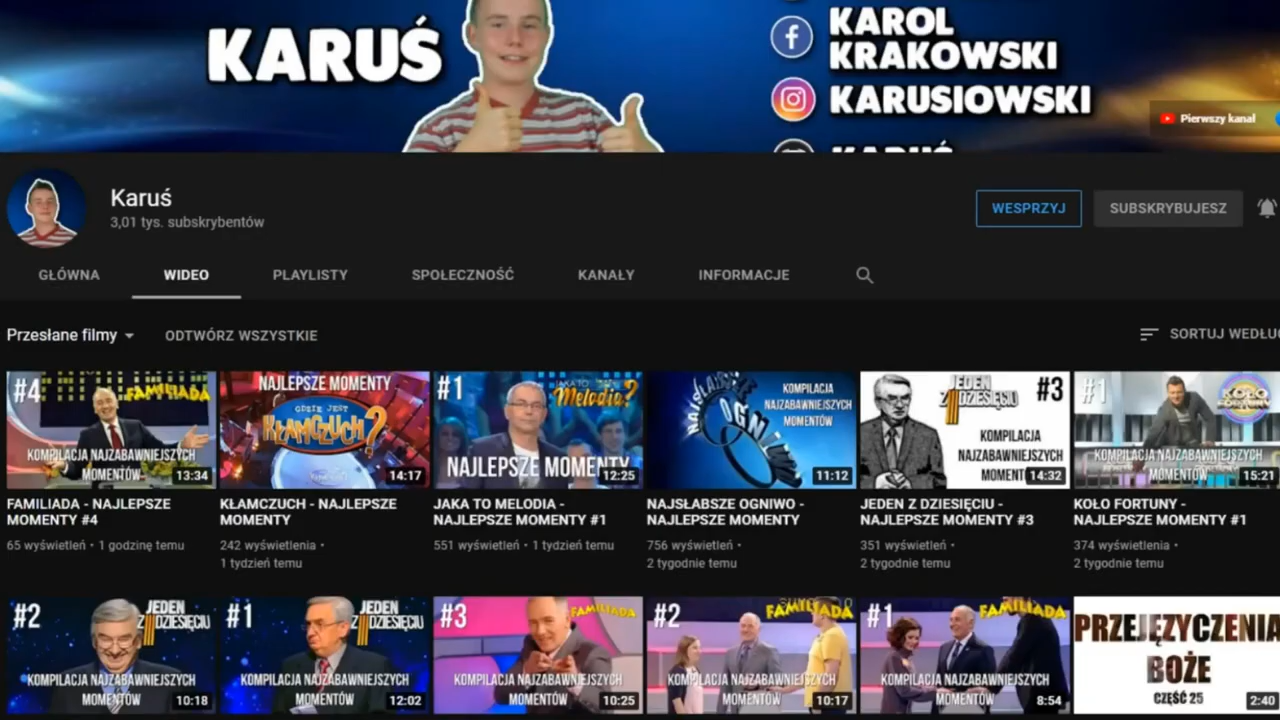 KARUŚ
KAROL
KRAKOWSKI
KARUSIOWSKI
Pierwszy kanał
Karuś
3,01 tys. subskrybentów
WESPRZYJ
SUBSKRYBUJESZ
GŁÓWNA
WIDEO
PLAYLISTY
SPOŁECZNOŚĆ
KANAŁY
INFORMACJE
Przesłane filmy
ODTWÓRZ WSZYSTKIE
SORTUJ
#4
FAMILIADA
KOMPILACJA NAJZABAWNIEJSZYCH
MOMENTÓW
13:34
NAJLEPSZE MOMENTY
GDZIE JEST
KŁAMCZUCH?
14:17
#1
JAKA TO
Melodia?
NAJLEPSZE MOMENTY
12:25
NAJSŁABSZE
OGNIWO
KOMPILACJA
NAJZABAWNIEJSZYCH
MOMENTÓW
11:12
JEDEN
Z DZIESIĘCIU
#3
KOMPILACJA
NAJZABAWNIEJSZYCH
14:32
#1
KOŁO
FORTUNY
KOMPILACJA NAJZABAWNIEJSZYCH
MOMENTÓW
15:21
FAMILIADA - NAJLEPSZE
MOMENTY #4
65 wyświetleń • 1 godzinę temu
KŁAMCZUCH - NAJLEPSZE
MOMENTY
242 wyświetlenia •
1 tydzień temu
JAKA TO MELODIA -
NAJLEPSZE MOMENTY #1
551 wyświetleń • 1 tydzień temu
NAJSŁABSZE OGNIWO -
NAJLEPSZE MOMENTY
756 wyświetleń •
2 tygodnie temu
JEDEN Z DZIESIĘCIU -
NAJLEPSZE MOMENTY #3
351 wyświetleń •
2 tygodnie temu
KOŁO FORTUNY -
NAJLEPSZE MOMENTY #1
374 wyświetlenia •
2 tygodnie temu
#2
JEDEN
Z DZIESIĘCIU
KOMPILACJA NAJZABAWNIEJSZYCH
MOMENTÓW
10:18
#1
JEDEN
Z DZIESIĘCIU
KOMPILACJA NAJZABAWNIEJSZYCH
MOMENTÓW
12:02
#3
FAMILIADA
KOMPILACJA NAJZABAWNIEJSZYCH
MOMENTÓW
10:25
#2
FAMILIADA
KOMPILACJA NAJZABAWNIEJSZYCH
MOMENTÓW
10:17
#1
FAMILIADA
KOMPILACJA NAJZABAWNIEJSZYCH
MOMENTÓW
8:54
PRZEJĘZYCZENIA
BOŻE
CZĘŚĆ 25
2:40